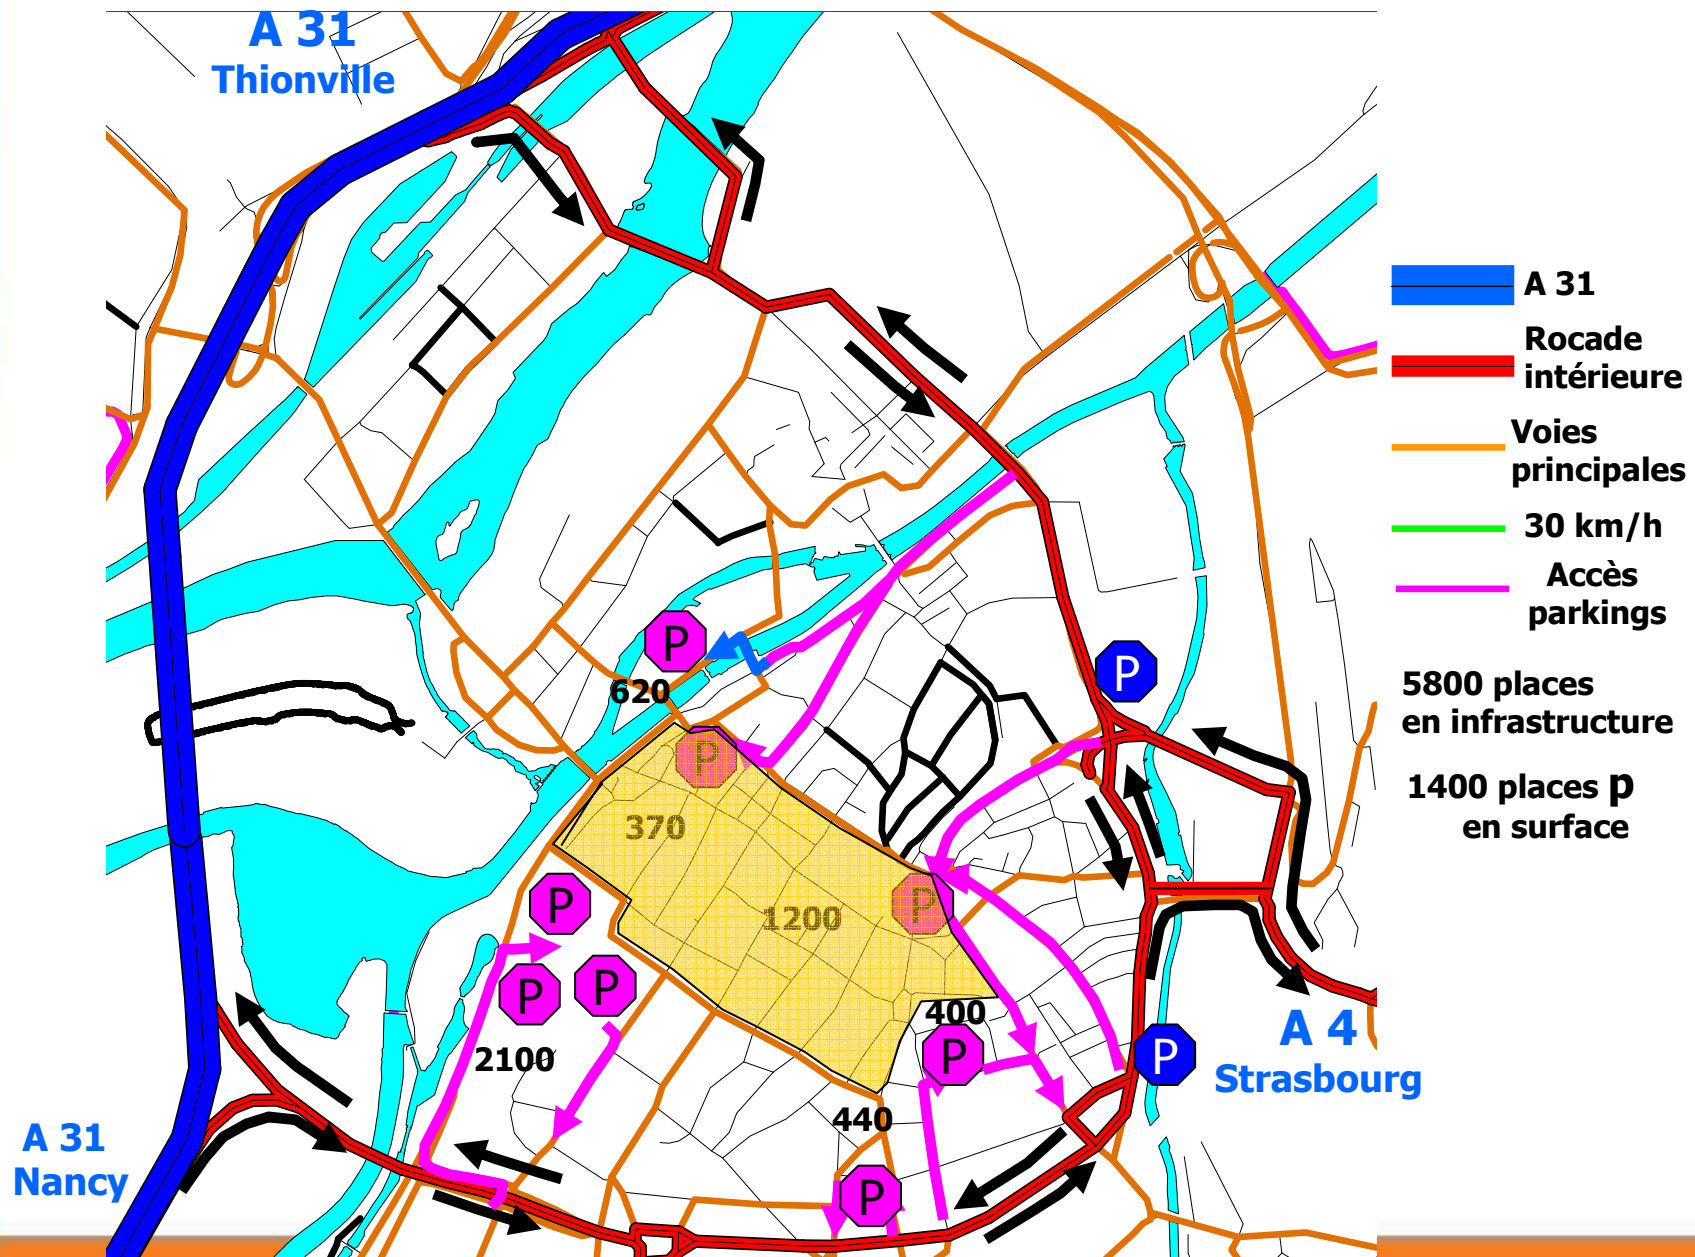 A 31
Thionville
A 31
Rocade
intérieure
Voies
principales
30 km/h
Accès
parkings
P
P
620
5800 places
en infrastructure
P
1400 places p
en surface
370
P
P
1200
P
P
400
A 4
P
P
2100
Strasbourg
440
A 31
Nancy
P